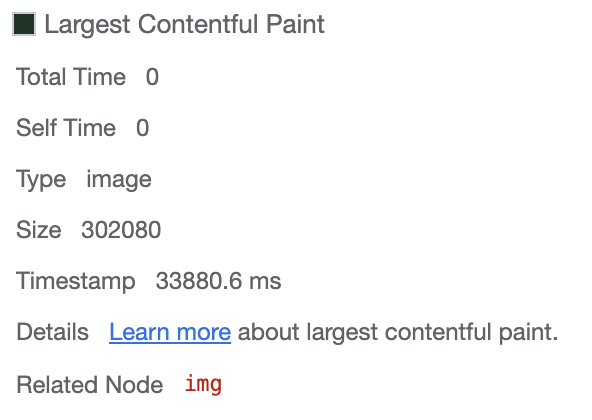 Largest Contentful Paint
Total Time 0
Self Time 0
Type image
Size 302080
Timestamp 33880.6 ms
Details Learn more about largest contentful paint.
Related Node img